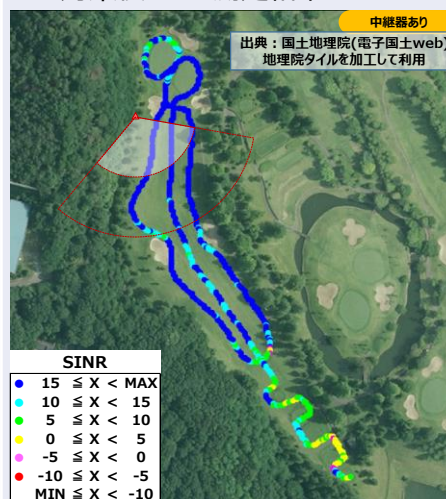 中継器あり
出典：国土地理院(電子国土web)
地理院タイルを加工して利用
SINR
15 ≦ X < MAX
10 ≦ X < 15
5 ≦ X < 10
0 ≦ X < 5
-5 ≦ X < 0
-10 ≦ X < -5
MIN ≦ X < -10